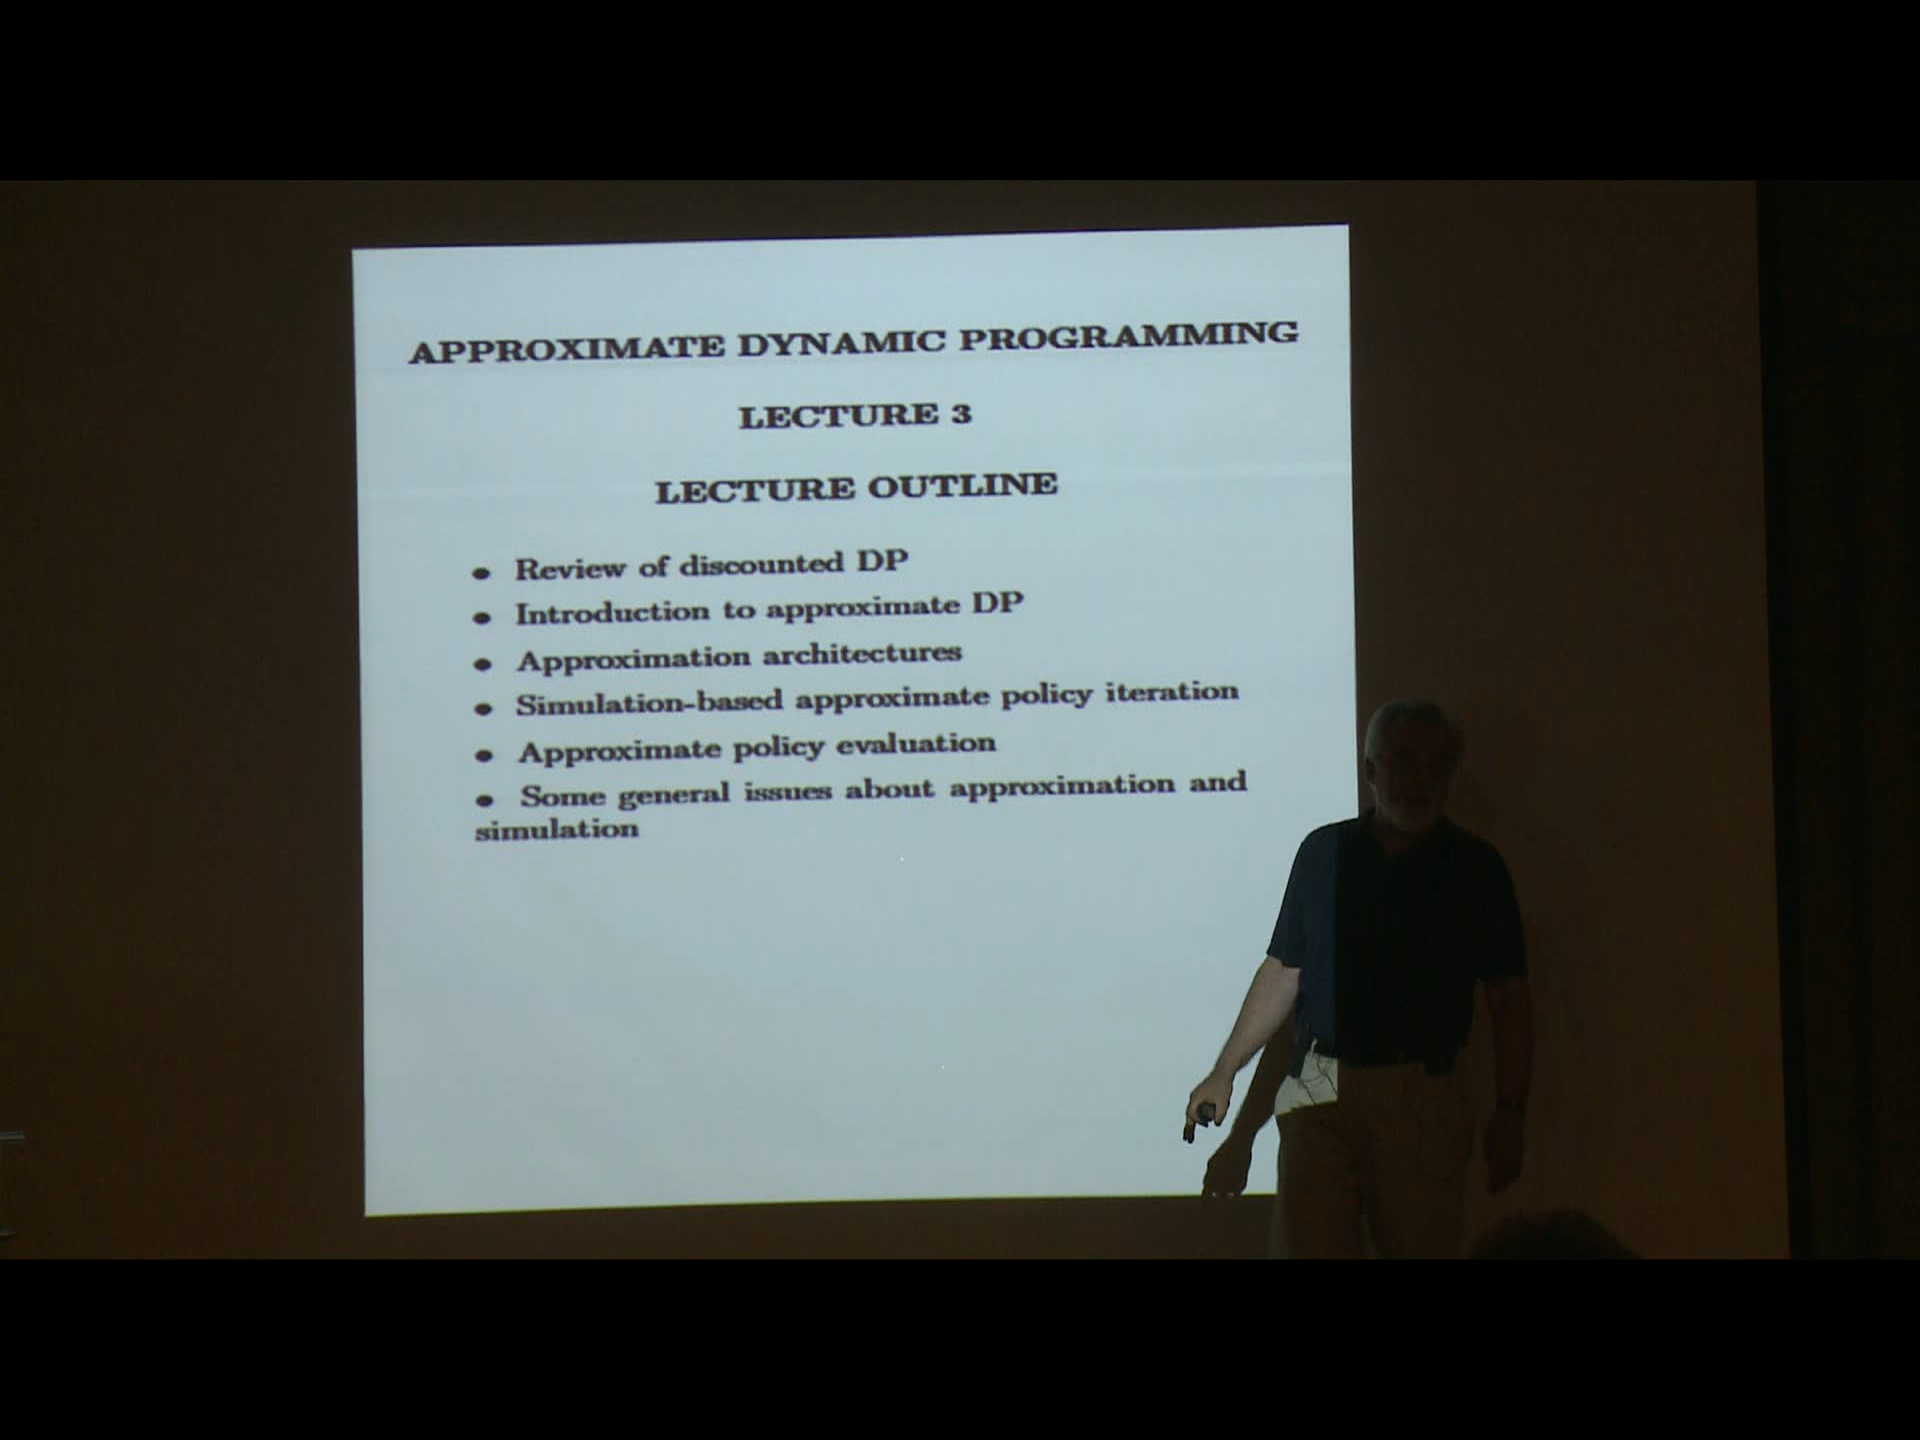 APPROXIMATE DYNAMIC PROGRAMMING
LECTURE 3
LECTURE OUTLINE
• Review of discounted DP
• Introduction to approximate DP
• Approximation architectures
• Simulation-based approximate policy iteration
• Approximate policy evaluation
• Some general issues about approximation and
simulation